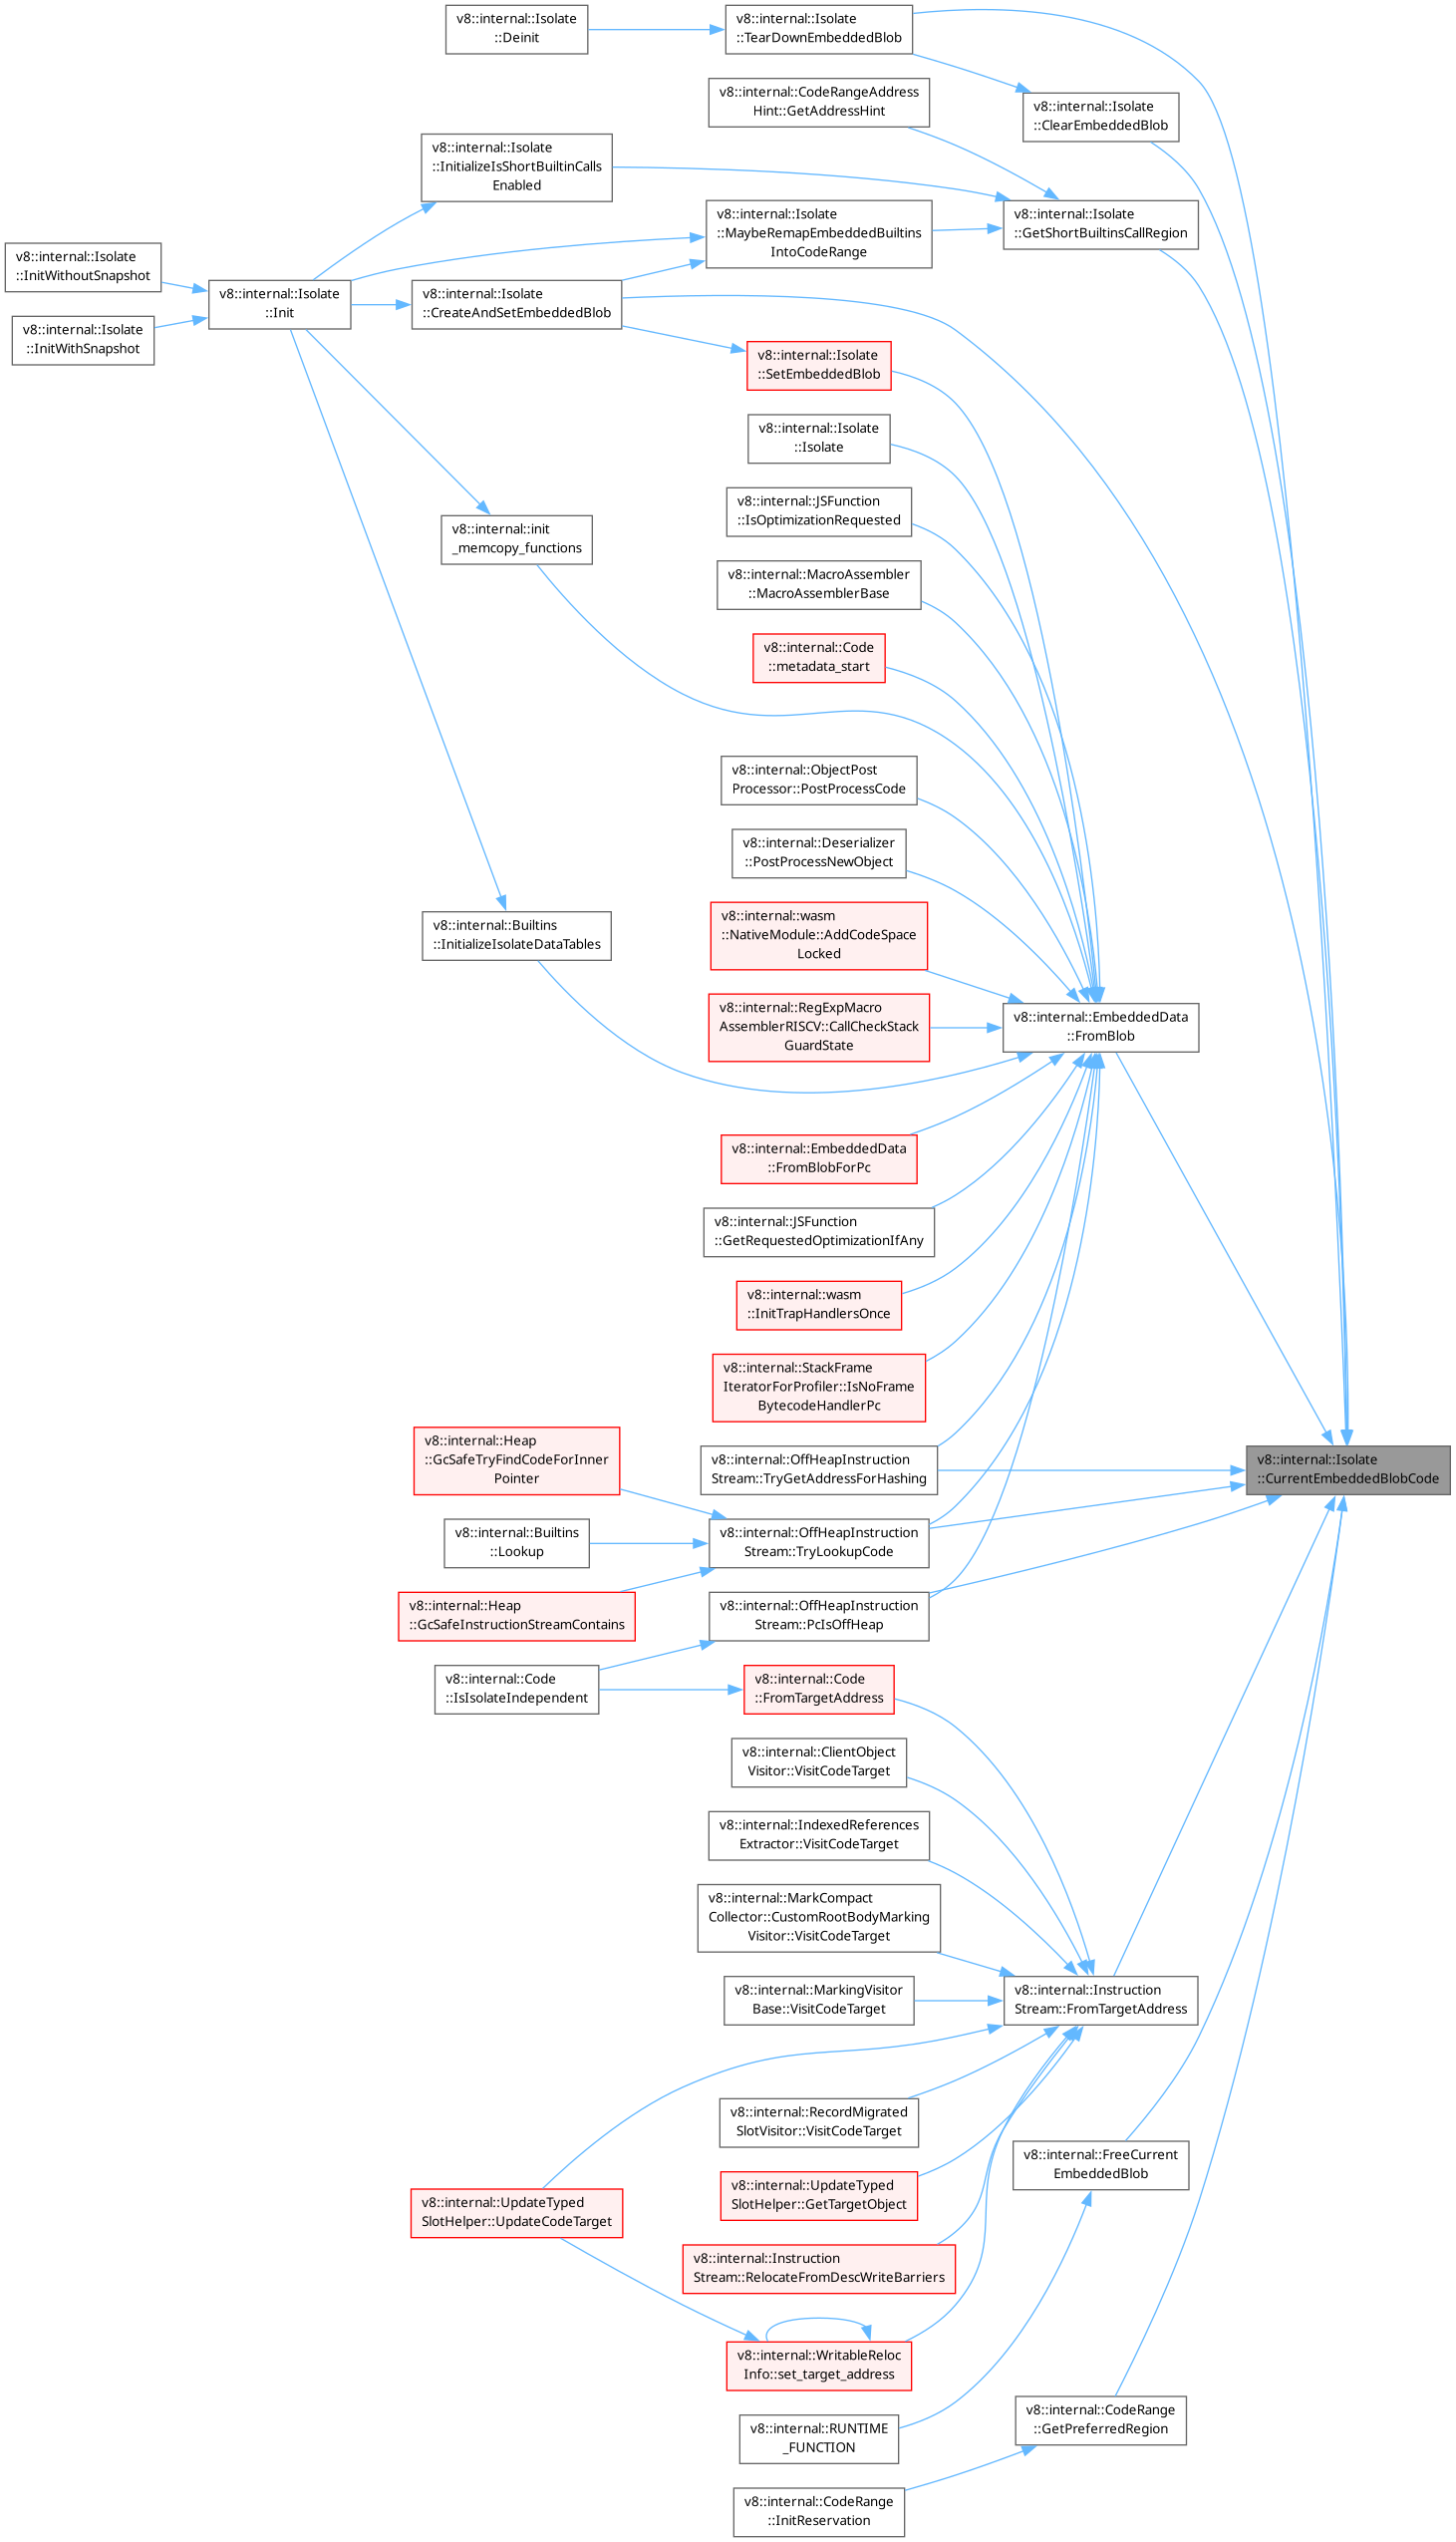 v8::internal::Isolate
::Deinit
v8::internal::Isolate
::TearDownEmbeddedBlob
v8::internal::CodeRangeAddress
Hint::GetAddressHint
v8::internal::Isolate
::ClearEmbeddedBlob
v8::internal::Isolate
::InitializeIsShortBuiltinCalls
Enabled
v8::internal::Isolate
::MaybeRemapEmbeddedBuiltins
IntoCodeRange
v8::internal::Isolate
::GetShortBuiltinsCallRegion
v8::internal::Isolate
::InitWithoutSnapshot
v8::internal::Isolate
::Init
v8::internal::Isolate
::CreateAndSetEmbeddedBlob
v8::internal::Isolate
::InitWithSnapshot
v8::internal::Isolate
::SetEmbeddedBlob
v8::internal::Isolate
::Isolate
v8::internal::JSFunction
::IsOptimizationRequested
v8::internal::init
_memcopy_functions
v8::internal::MacroAssembler
::MacroAssemblerBase
v8::internal::Code
::metadata_start
v8::internal::ObjectPost
Processor::PostProcessCode
v8::internal::Deserializer
::PostProcessNewObject
v8::internal::Builtins
::InitializeIsolateDataTables
v8::internal::wasm
::NativeModule::AddCodeSpace
Locked
v8::internal::RegExpMacro
AssemblerRISCV::CallCheckStack
GuardState
v8::internal::EmbeddedData
::FromBlob
v8::internal::EmbeddedData
::FromBlobForPc
v8::internal::JSFunction
::GetRequestedOptimizationIfAny
v8::internal::wasm
::InitTrapHandlersOnce
v8::internal::StackFrame
IteratorForProfiler::IsNoFrame
BytecodeHandlerPc
v8::internal::Heap
::GcSafeTryFindCodeForInner
Pointer
v8::internal::OffHeapInstruction
Stream::TryGetAddressForHashing
v8::internal::Isolate
::CurrentEmbeddedBlobCode
v8::internal::Builtins
::Lookup
v8::internal::OffHeapInstruction
Stream::TryLookupCode
v8::internal::Heap
::GcSafeInstructionStreamContains
v8::internal::OffHeapInstruction
Stream::PcIsOffHeap
v8::internal::Code
::IsIsolateIndependent
v8::internal::Code
::FromTargetAddress
v8::internal::ClientObject
Visitor::VisitCodeTarget
v8::internal::IndexedReferences
Extractor::VisitCodeTarget
v8::internal::MarkCompact
Collector::CustomRootBodyMarking
Visitor::VisitCodeTarget
v8::internal::MarkingVisitor
Base::VisitCodeTarget
v8::internal::Instruction
Stream::FromTargetAddress
v8::internal::RecordMigrated
SlotVisitor::VisitCodeTarget
v8::internal::FreeCurrent
EmbeddedBlob
v8::internal::UpdateTyped
SlotHelper::UpdateCodeTarget
v8::internal::UpdateTyped
SlotHelper::GetTargetObject
v8::internal::Instruction
Stream::RelocateFromDescWriteBarriers
v8::internal::WritableReloc
Info::set_target_address
v8::internal::RUNTIME
_FUNCTION
v8::internal::CodeRange
::GetPreferredRegion
v8::internal::CodeRange
::InitReservation